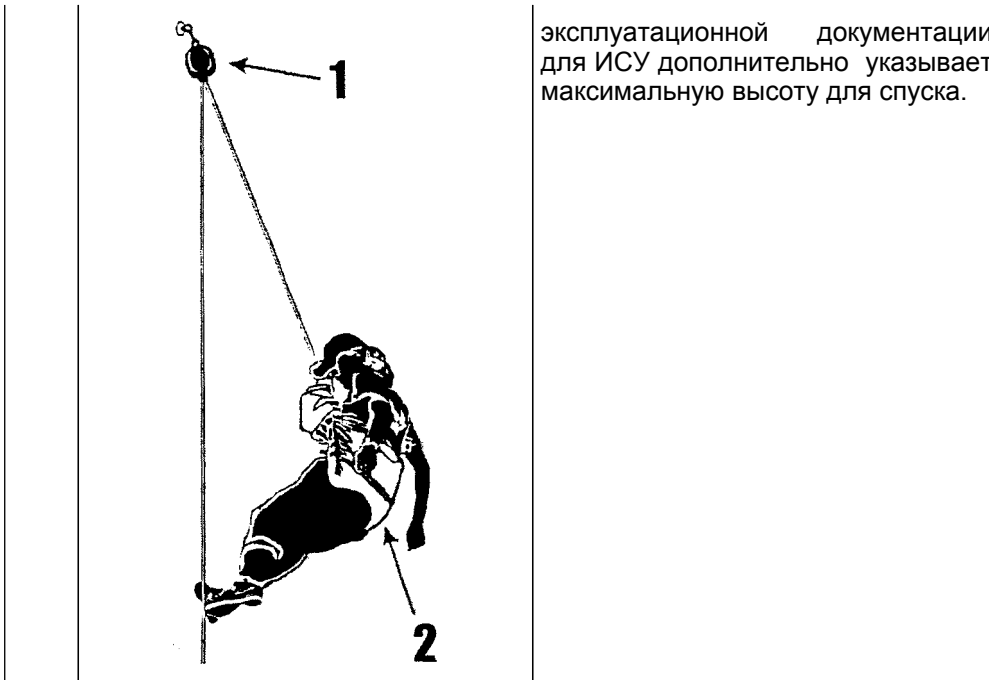 эксплуатационной документации
для ИСУ дополнительно указывает
максимальную высоту для спуска.
1
2